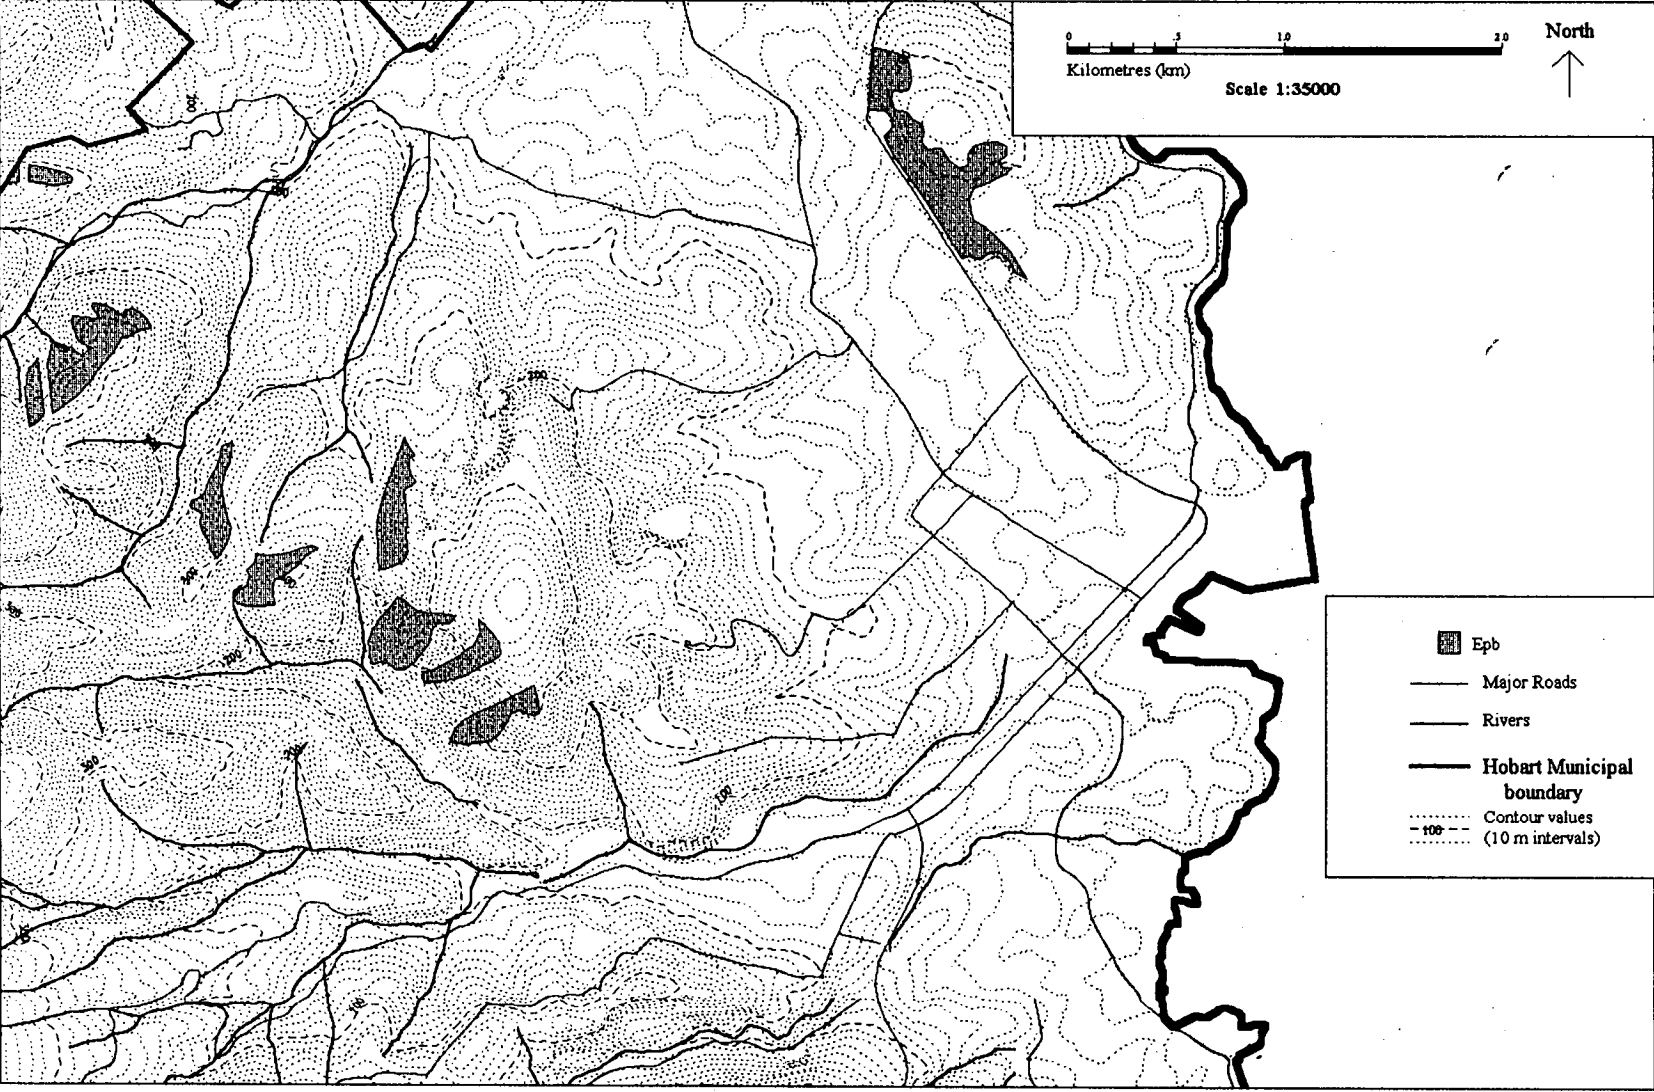 0 .5 1.0 2.0
North
Kilometres (km)
Scale 1:35000
200
200
300
200
200
300
100
Epb
Major Roads
Rivers
Hobart Municipal
boundary
Contour values
100
(10 m intervals)